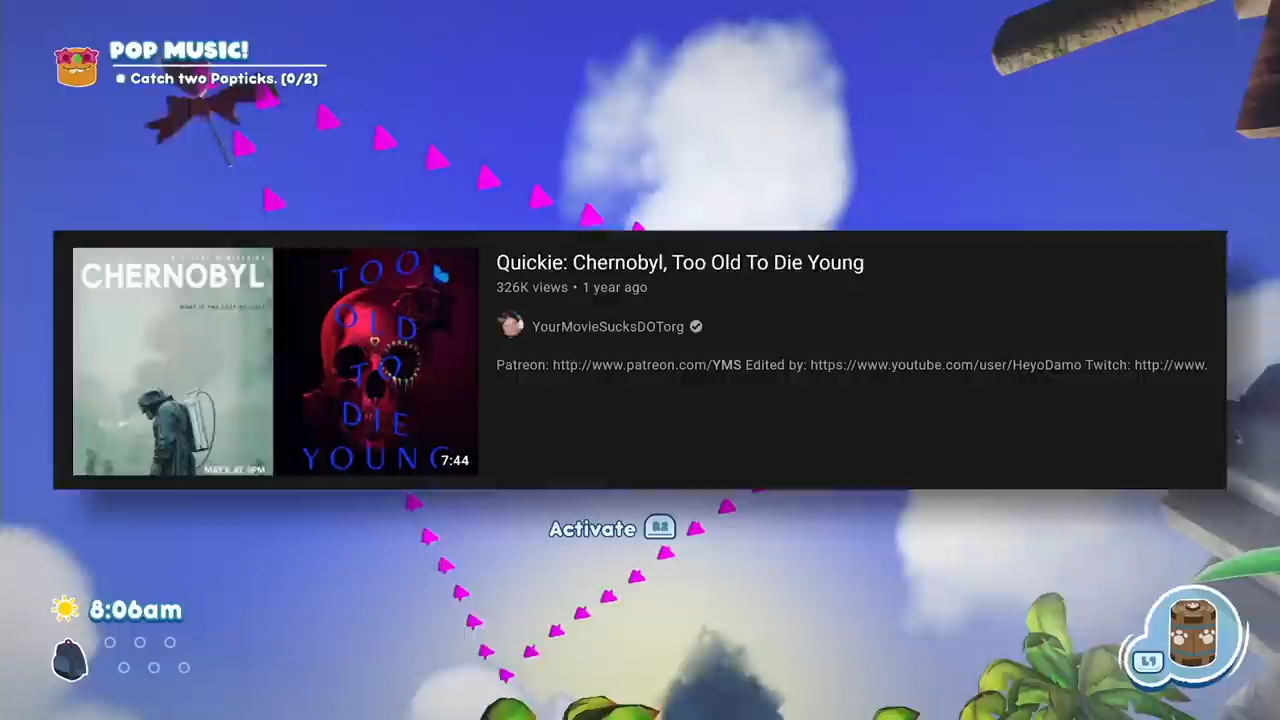 POP MUSIC!
Catch two Popticks. (0/2)
CHERNOBYL
TOO
OLD
TO
DIE
YOUNG
7:44
Quickie: Chernobyl, Too Old To Die Young
326K views • 1 year ago
YourMovieSucksDOTorg
Patreon: http://www.patreon.com/YMS Edited by: https://www.youtube.com/user/HeyoDamo Twitch: http://www.
Activate R2
8:06am
L1